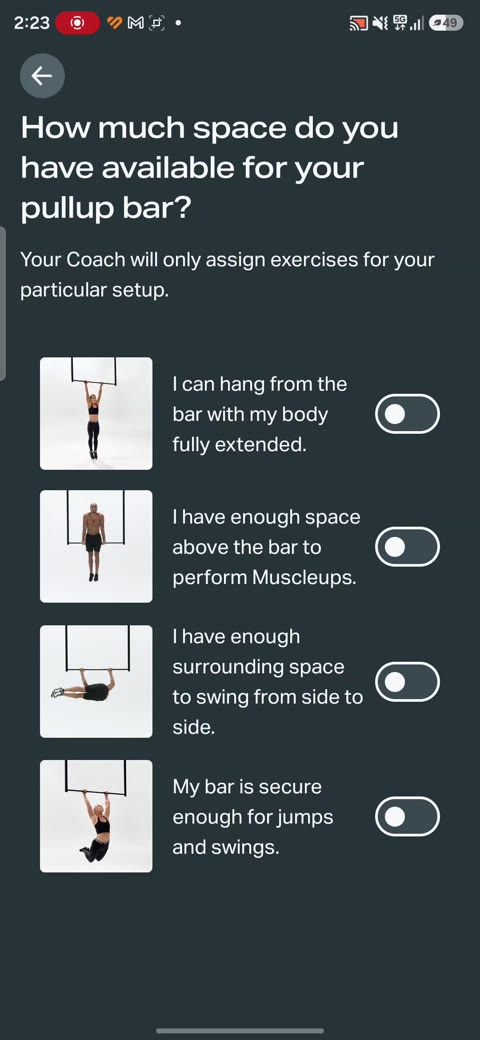 2:23
5G
49
How much space do you
have available for your
pullup bar?
Your Coach will only assign exercises for your
particular setup.
I can hang from the
bar with my body
fully extended.
I have enough space
above the bar to
perform Muscleups.
I have enough
surrounding space
to swing from side to
side.
My bar is secure
enough for jumps
and swings.